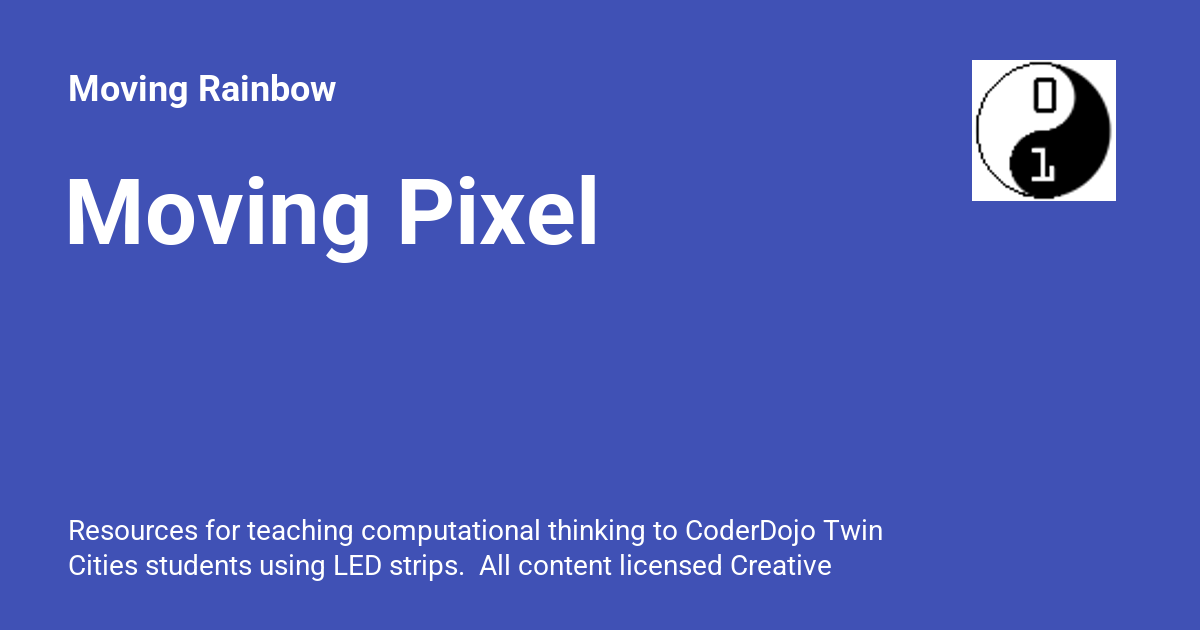 Moving Rainbow
0
1
Moving Pixel
Resources for teaching computational thinking to CoderDojo Twin
Cities students using LED strips.  All content licensed Creative